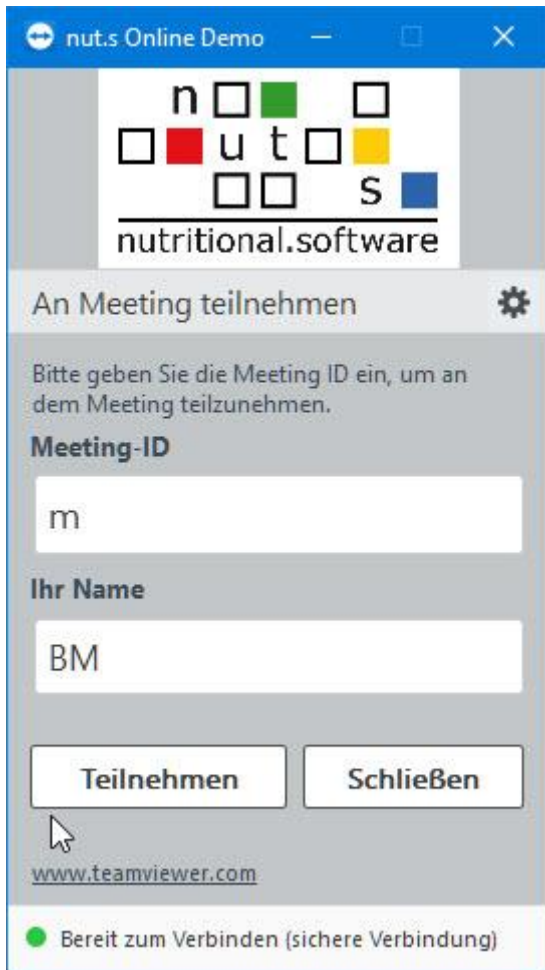 nut.s Online Demo
n
u t
s
nutritional.software
An Meeting teilnehmen
Bitte geben Sie die Meeting ID ein, um an
dem Meeting teilzunehmen.
Meeting-ID
m
Ihr Name
BM
Teilnehmen Schließen
www.teamviewer.com
Bereit zum Verbinden (sichere Verbindung)